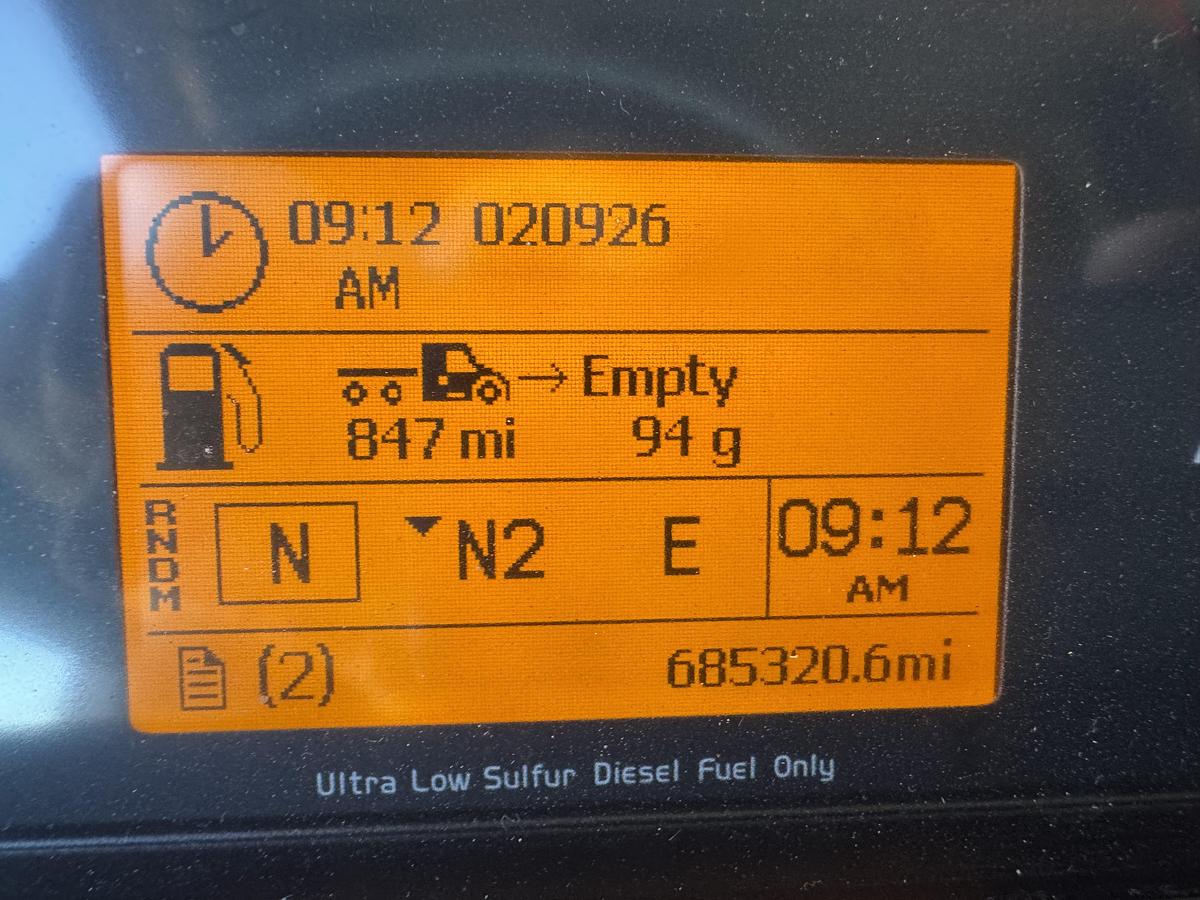 09:12 020926
AM
Empty
847 mi 94 g
RNDM
N N2 E
09:12
AM
(2) 685320.6mi
Ultra Low Sulfur Diesel Fuel Only